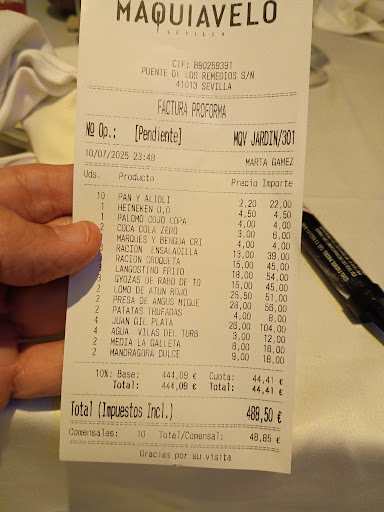 MAQUIAVELO
SEVILLA
CIF: B90259391
PUENTE DE LOS REMEDIOS S/N
41013 SEVILLA
FACTURA PROFORMA
Nº Op.: [Pendiente] MQV JARDIN/301
10/07/2025 23:48 MARTA GAMEZ
Uds. Producto Precio Importe
10 PAN Y ALIOLI 2,20 22,00
1 HEINEKEN 0,0 4,50 4,50
1 PALOMO COJO COPA 4,00 4,00
2 COCA COLA ZERO 3,00 6,00
1 MARQUES Y BENGOA CRI 4,00 4,00
3 RACION ENSALADILLA 13,00 39,00
3 RACION CROQUETA 15,00 45,00
3 LANGOSTINO FRITO 18,00 54,00
3 GYOZAS DE RABO DE TO 15,00 45,00
2 LOMO DE ATUN ROJO 25,50 51,00
2 PRESA DE ANGUS MIGUE 28,00 56,00
2 PATATAS TRUFADAS 4,00 8,00
4 JUAN GIL PLATA 26,00 104,00
4 AGUA VILAS DEL TURB 3,00 12,00
2 MEDIA LA GALLETA 8,00 16,00
2 MANDRAGORA DULCE 9,00 18,00
10%: Base: 444,09 € Cuota: 44,41 €
Total: 444,09 € Total: 44,41 €
Total (Impuestos Incl.) 488,50 €
Comensales: 10 Total/Comensal: 48,85 €
Gracias por su visita